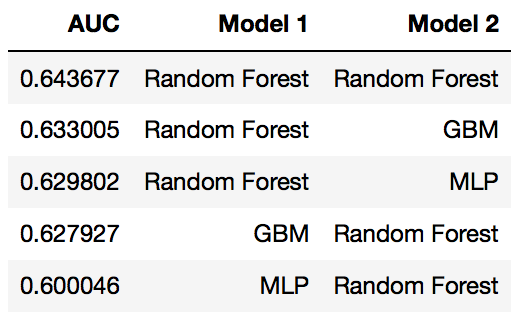 AUC Model 1 Model 2
0.643677 Random Forest Random Forest
0.633005 Random Forest GBM
0.629802 Random Forest MLP
0.627927 GBM Random Forest
0.600046 MLP Random Forest